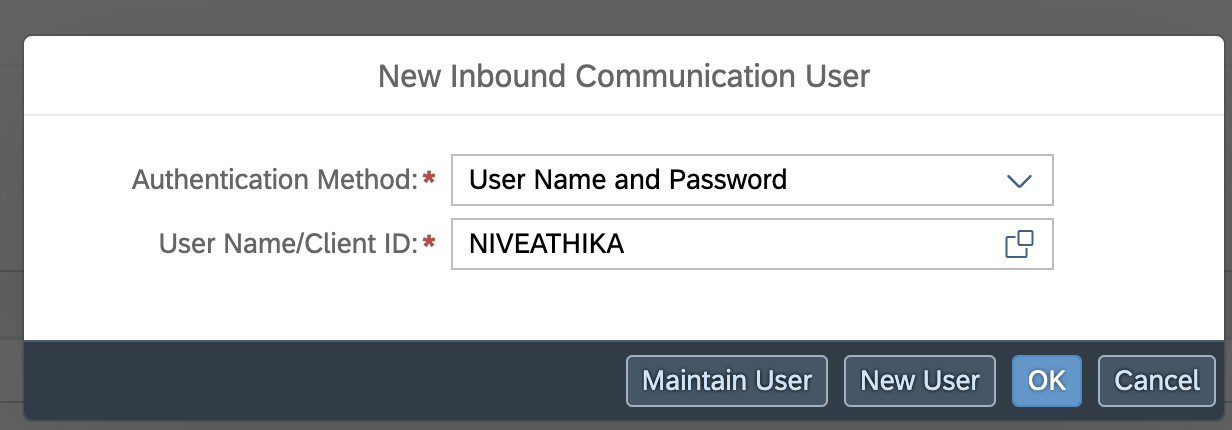 New Inbound Communication User
Authentication Method:* User Name and Password
User Name/Client ID:* NIVEATHIKA
Maintain User New User OK Cancel